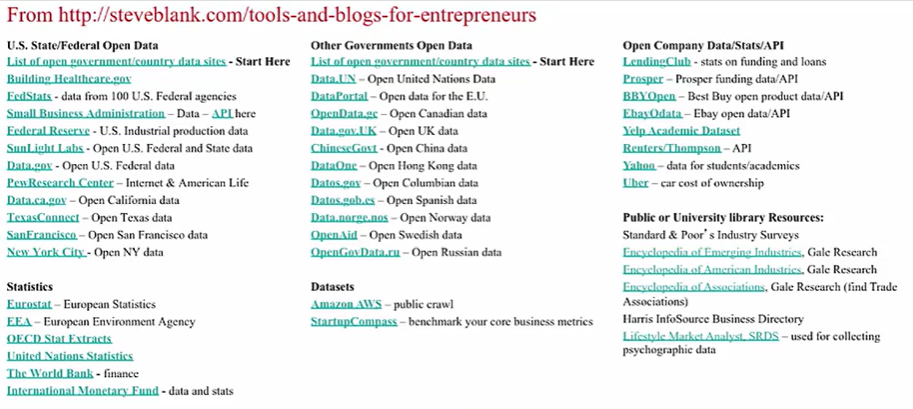 From http://steveblank.com/tools-and-blogs-for-entrepreneurs
U.S. State/Federal Open Data
List of open government/country data sites - Start Here
Building Healthcare.gov
FedStats - data from 100 U.S. Federal agencies
Small Business Administration – Data – API here
Federal Reserve - U.S. Industrial production data
SunLight Labs - Open U.S. Federal and State data
Data.gov - Open U.S. Federal data
PewResearch Center – Internet & American Life
Data.ca.gov – Open California data
TexasConnect – Open Texas data
SanFrancisco – Open San Francisco data
New York City - Open NY data
Statistics
Eurostat – European Statistics
EEA – European Environment Agency
OECD Stat Extracts
United Nations Statistics
The World Bank - finance
International Monetary Fund - data and stats
Other Governments Open Data
List of open government/country data sites - Start Here
Data.UN – Open United Nations Data
DataPortal – Open data for the E.U.
OpenData.gc – Open Canadian data
Data.gov.UK – Open UK data
ChineseGovt - Open China data
DataOne – Open Hong Kong data
Datos.gov – Open Columbian data
Datos.gob.es – Open Spanish data
Data.norge.nos – Open Norway data
OpenAid – Open Swedish data
OpenGovData.ru – Open Russian data
Datasets
Amazon AWS – public crawl
StartupCompass – benchmark your core business metrics
Open Company Data/Stats/API
LendingClub - stats on funding and loans
Prosper – Prosper funding data/API
BBYOpen – Best Buy open product data/API
EbayOdata – Ebay open data/API
Yelp Academic Dataset
Reuters/Thompson – API
Yahoo – data for students/academics
Uber – car cost of ownership
Public or University library Resources:
Standard & Poor's Industry Surveys
Encyclopedia of Emerging Industries, Gale Research
Encyclopedia of American Industries, Gale Research
Encyclopedia of Associations, Gale Research (find Trade
Associations)
Harris InfoSource Business Directory
Lifestyle Market Analyst, SRDS – used for collecting
psychographic data